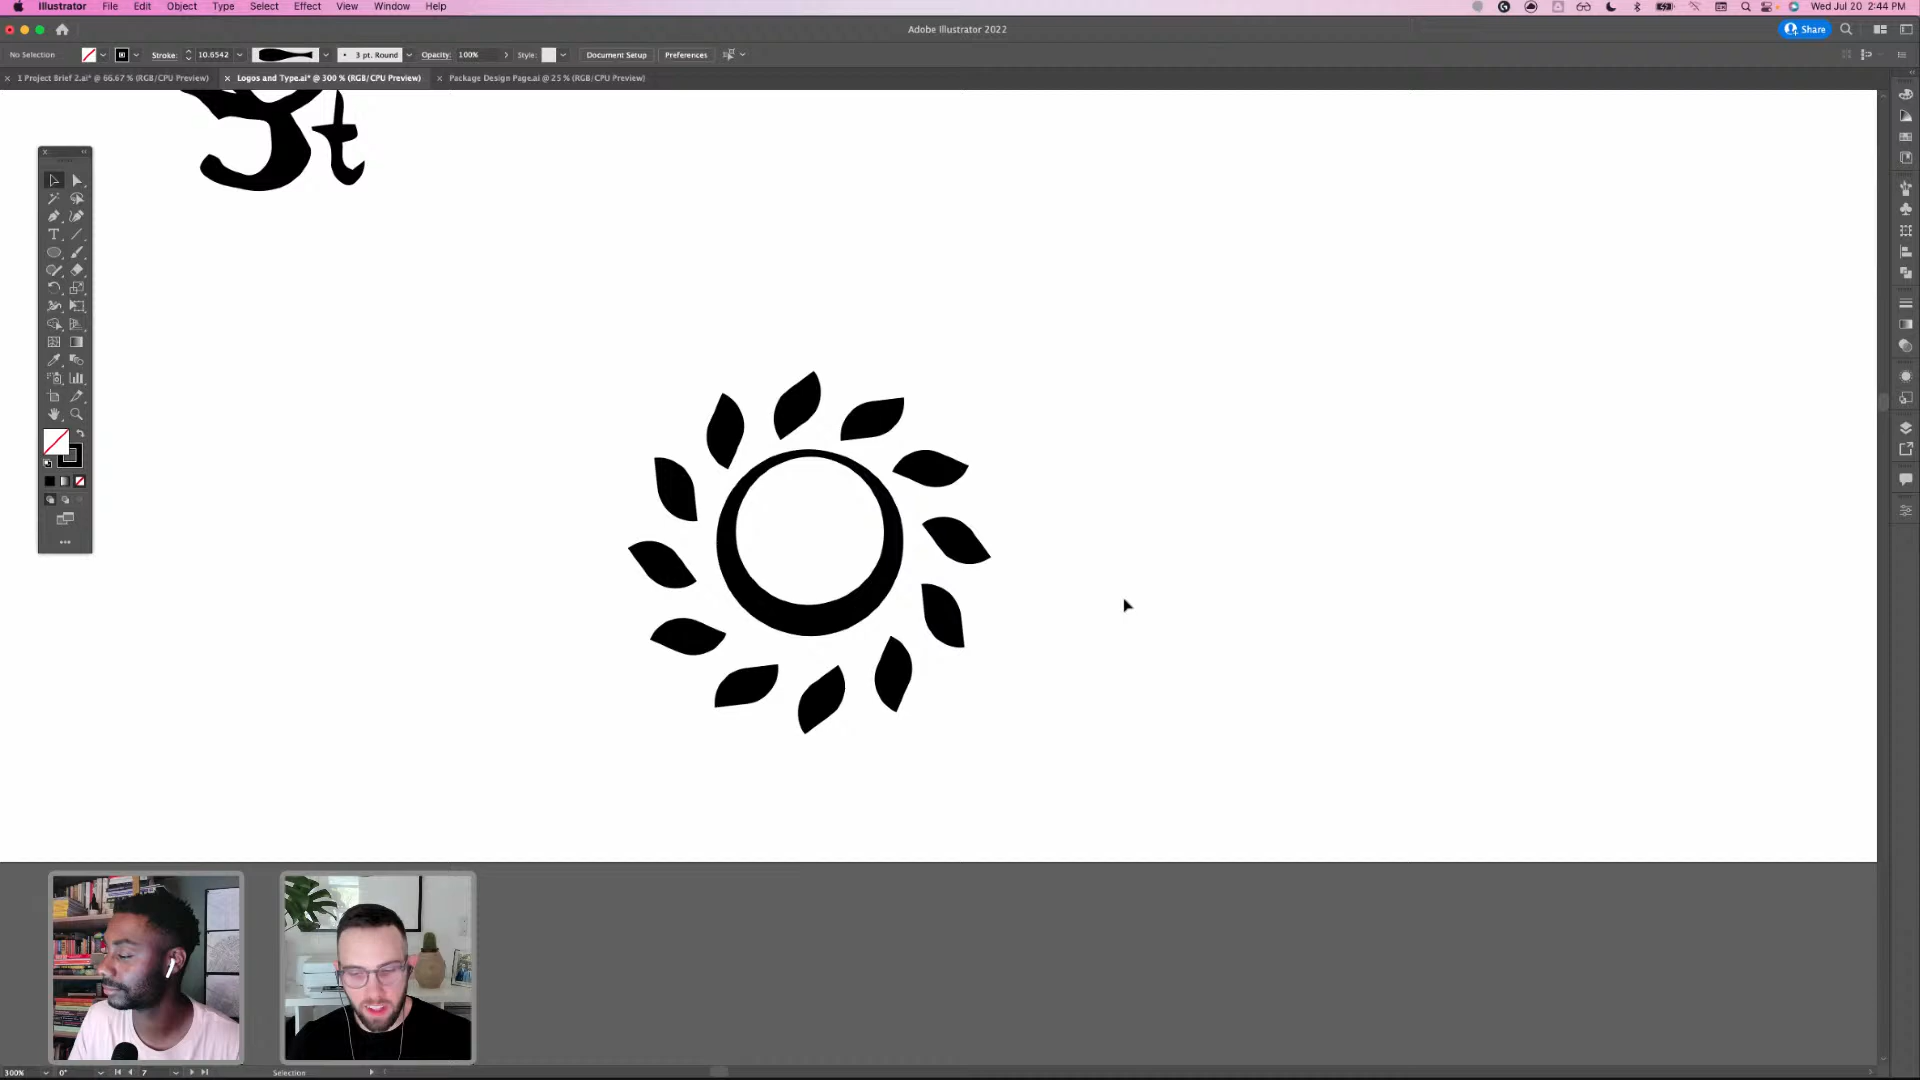 Illustrator File Edit Object Type Select Effect View Window Help Wed Jul 20 2:44 PM
Adobe Illustrator 2022 Share
No Selection Stroke: 10.6542 3 pt. Round Opacity: 100% Style: Document Setup Preferences
1 Project Brief 2.ai* @ 66.67 % (RGB/CPU Preview) Logos and Type.ai* @ 300 % (RGB/CPU Preview) Package Design Page.ai @ 25 % (RGB/CPU Preview)
t
300% 0° 7 Selection